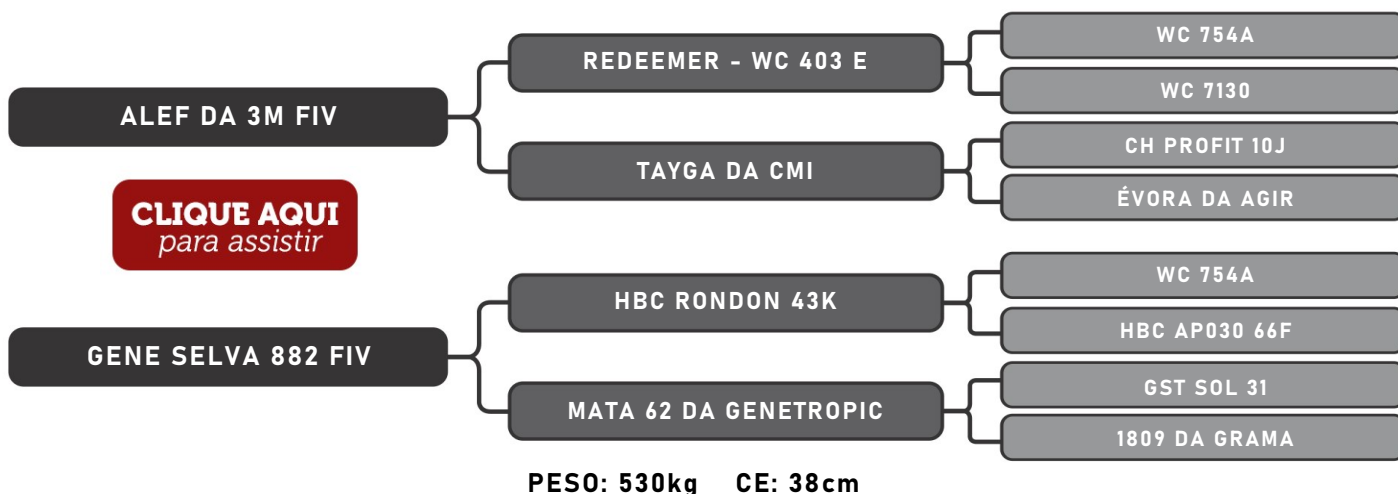 ALEF DA 3M FIV
REDEEMER - WC 403 E
WC 754A
WC 7130
TAYGA DA CMI
CH PROFIT 10J
ÉVORA DA AGIR
CLIQUE AQUI
para assistir
GENE SELVA 882 FIV
HBC RONDON 43K
WC 754A
HBC AP030 66F
MATA 62 DA GENETROPIC
GST SOL 31
1809 DA GRAMA
PESO: 530kg CE: 38cm